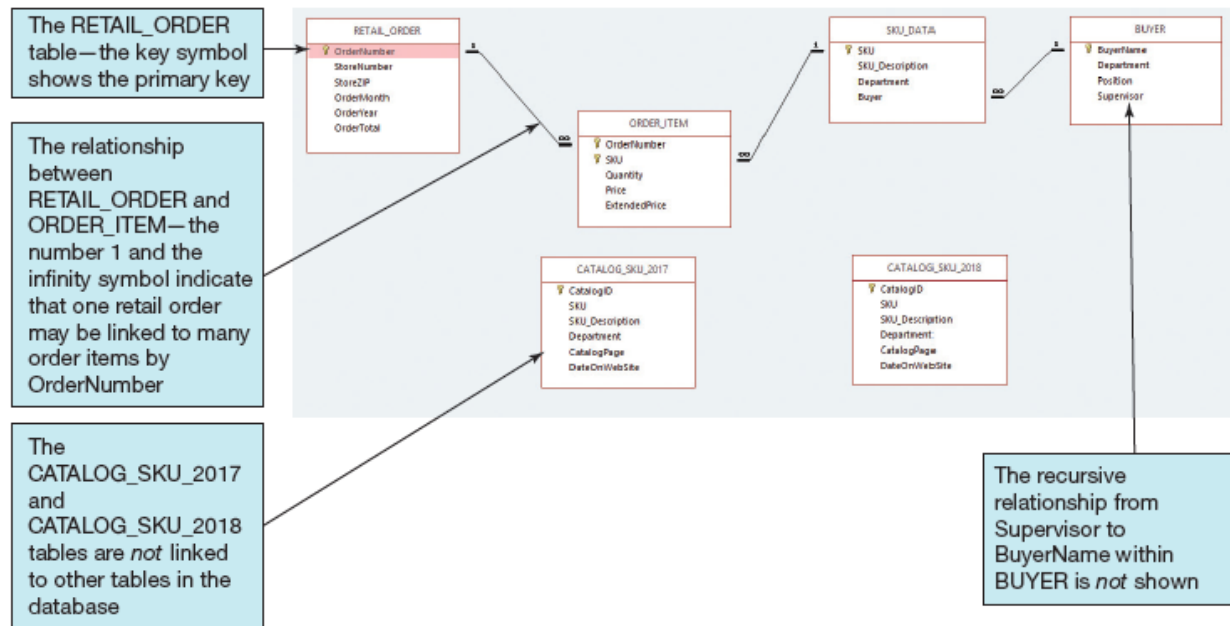 The RETAIL_ORDER
table—the key symbol
shows the primary key
The relationship
between
RETAIL_ORDER and
ORDER_ITEM—the
number 1 and the
infinity symbol indicate
that one retail order
may be linked to many
order items by
OrderNumber
The
CATALOG_SKU_2017
and
CATALOG_SKU_2018
tables are not linked
to other tables in the
database
RETAIL_ORDER
OrderNumber
StoreNumber
StoreZIP
OrderMonth
OrderYear
OrderTotal
1
∞
ORDER_ITEM
OrderNumber
SKU
Quantity
Price
ExtendedPrice
1
∞
SKU_DATA
SKU
SKU_Description
Department
Buyer
1
∞
BUYER
BuyerName
Department
Position
Supervisor
CATALOG_SKU_2017
CatalogID
SKU
SKU_Description
Department
CatalogPage
DateOnWebSite
CATALOG_SKU_2018
CatalogID
SKU
SKU_Description
Department
CatalogPage
DateOnWebSite
The recursive
relationship from
Supervisor to
BuyerName within
BUYER is not shown